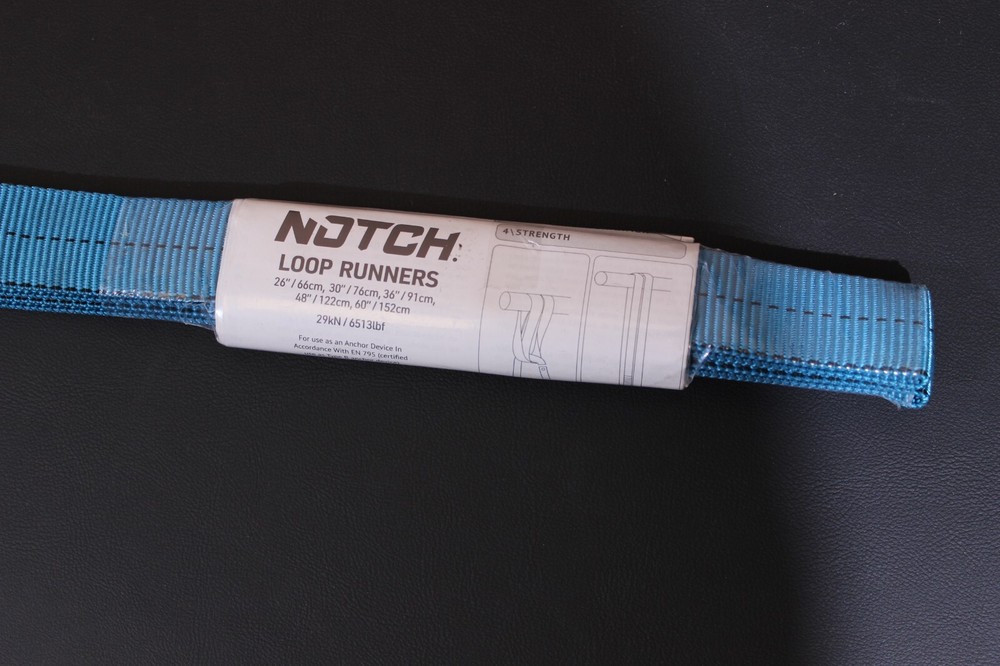 NOTCH.
LOOP RUNNERS
26"/66cm, 30"/76cm, 36"/91cm,
48"/122cm, 60"/152cm
29kN/6513lbf
For use as an Anchor Device In
Accordance With EN 795 (certified
4\STRENGTH